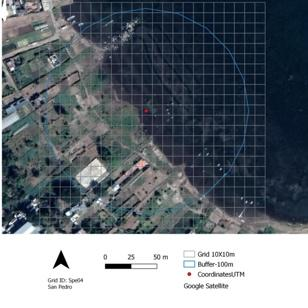 0 25 50 m
Grid 10X10m
Buffer-100m
CoordinatesUTM
Google Satellite
Grid ID: Spe04
San Pedro